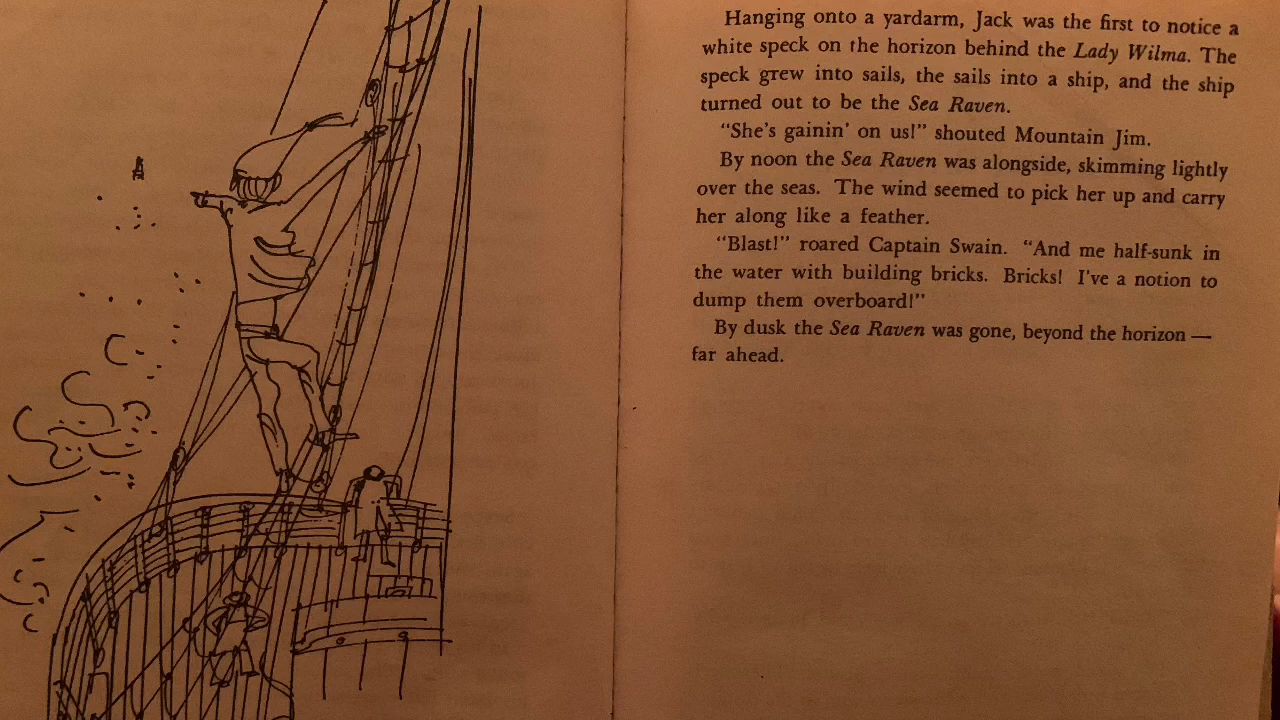 Hanging onto a yardarm, Jack was the first to notice a
white speck on the horizon behind the Lady Wilma. The
speck grew into sails, the sails into a ship, and the ship
turned out to be the Sea Raven.
“She's gainin' on us!” shouted Mountain Jim.
By noon the Sea Raven was alongside, skimming lightly
over the seas. The wind seemed to pick her up and carry
her along like a feather.
“Blast!” roared Captain Swain. “And me half-sunk in
the water with building bricks. Bricks! I've a notion to
dump them overboard!”
By dusk the Sea Raven was gone, beyond the horizon —
far ahead.